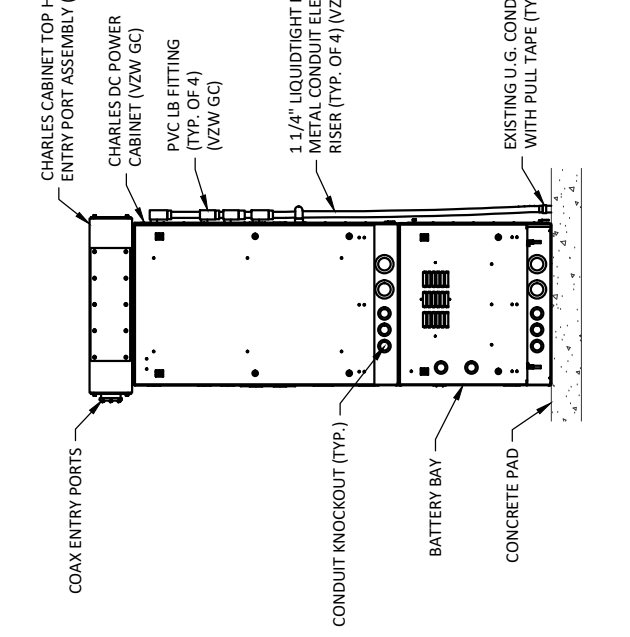 CHARLES CABINET TOP H
ENTRY PORT ASSEMBLY (
CHARLES DC POWER
CABINET (VZW GC)
PVC LB FITTING
(TYP. OF 4)
(VZW GC)
1 1/4" LIQUIDTIGHT
METAL CONDUIT ELE
RISER (TYP. OF 4) (VZ
EXISTING U.G. COND
WITH PULL TAPE (TY
COAX ENTRY PORTS
CONDUIT KNOCKOUT (TYP.)
BATTERY BAY
CONCRETE PAD